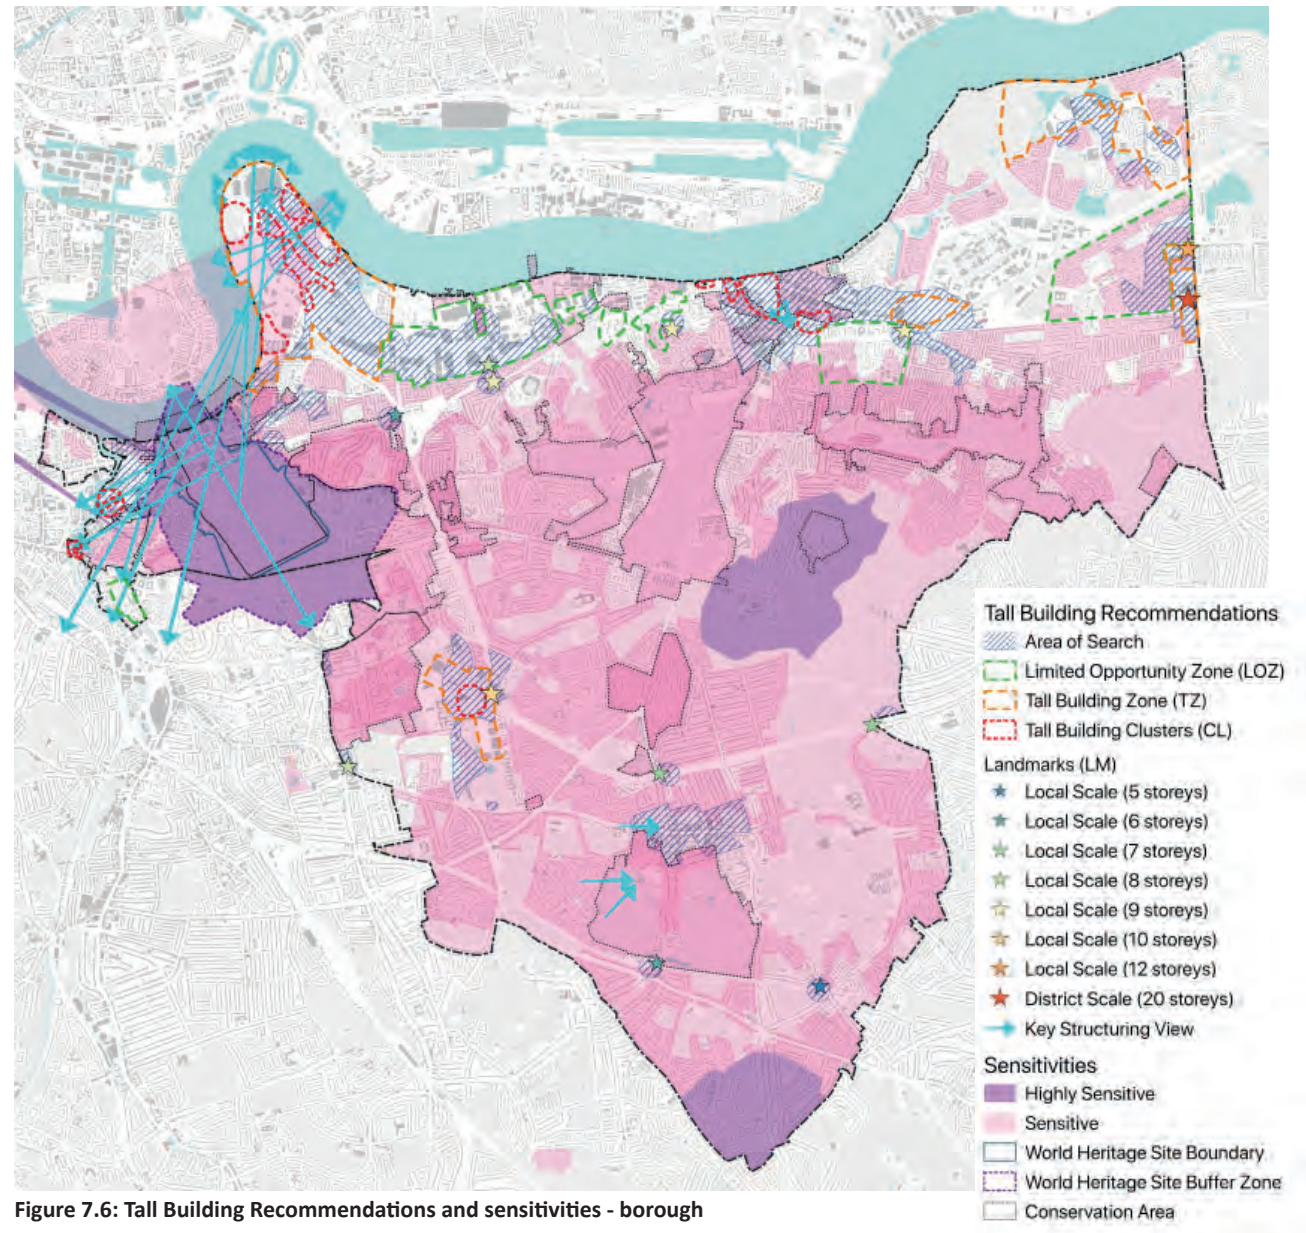 Tall Building Recommendations
Area of Search
Limited Opportunity Zone (LOZ)
Tall Building Zone (TZ)
Tall Building Clusters (CL)
Landmarks (LM)
Local Scale (5 storeys)
Local Scale (6 storeys)
Local Scale (7 storeys)
Local Scale (8 storeys)
Local Scale (9 storeys)
Local Scale (10 storeys)
Local Scale (12 storeys)
District Scale (20 storeys)
Key Structuring View
Sensitivities
Highly Sensitive
Sensitive
World Heritage Site Boundary
World Heritage Site Buffer Zone
Conservation Area
Figure 7.6: Tall Building Recommendations and sensitivities - borough